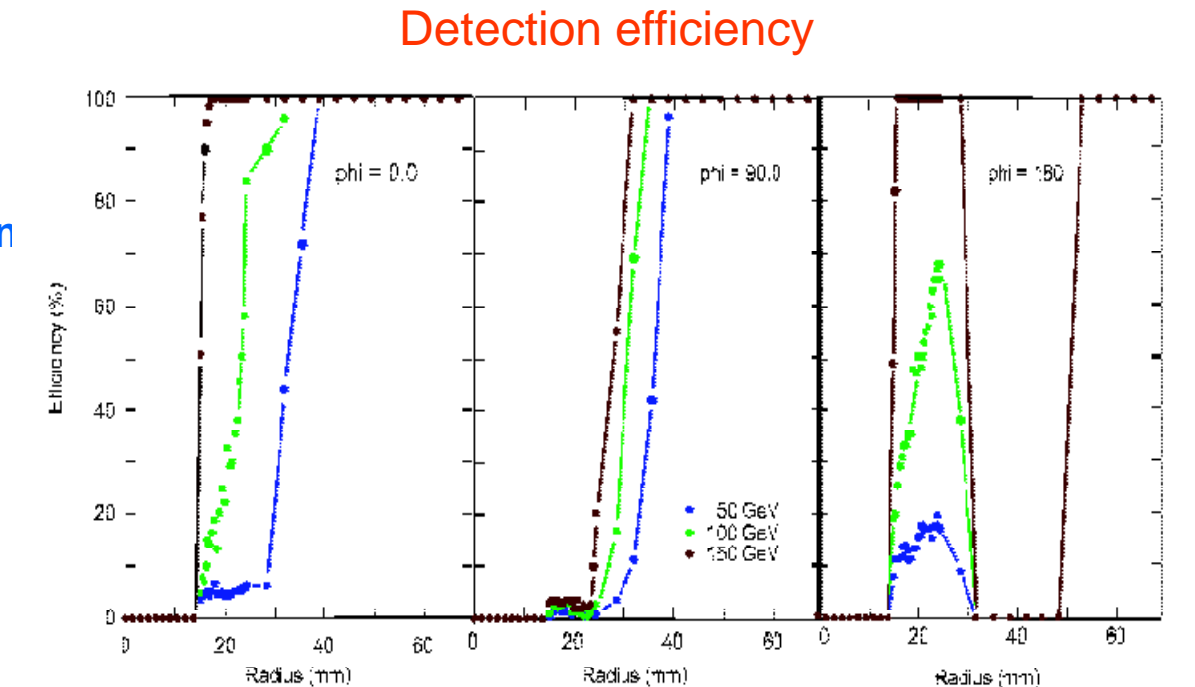 Detection efficiency
n
Efficiency (%)
100
80
60
40
20
0
phi = 0.0
phi = 90.0
phi = 180
50 GeV
100 GeV
150 GeV
0 20 40 60
0 20 40 60
0 20 40 60
Radius (mm)
Radius (mm)
Radius (mm)